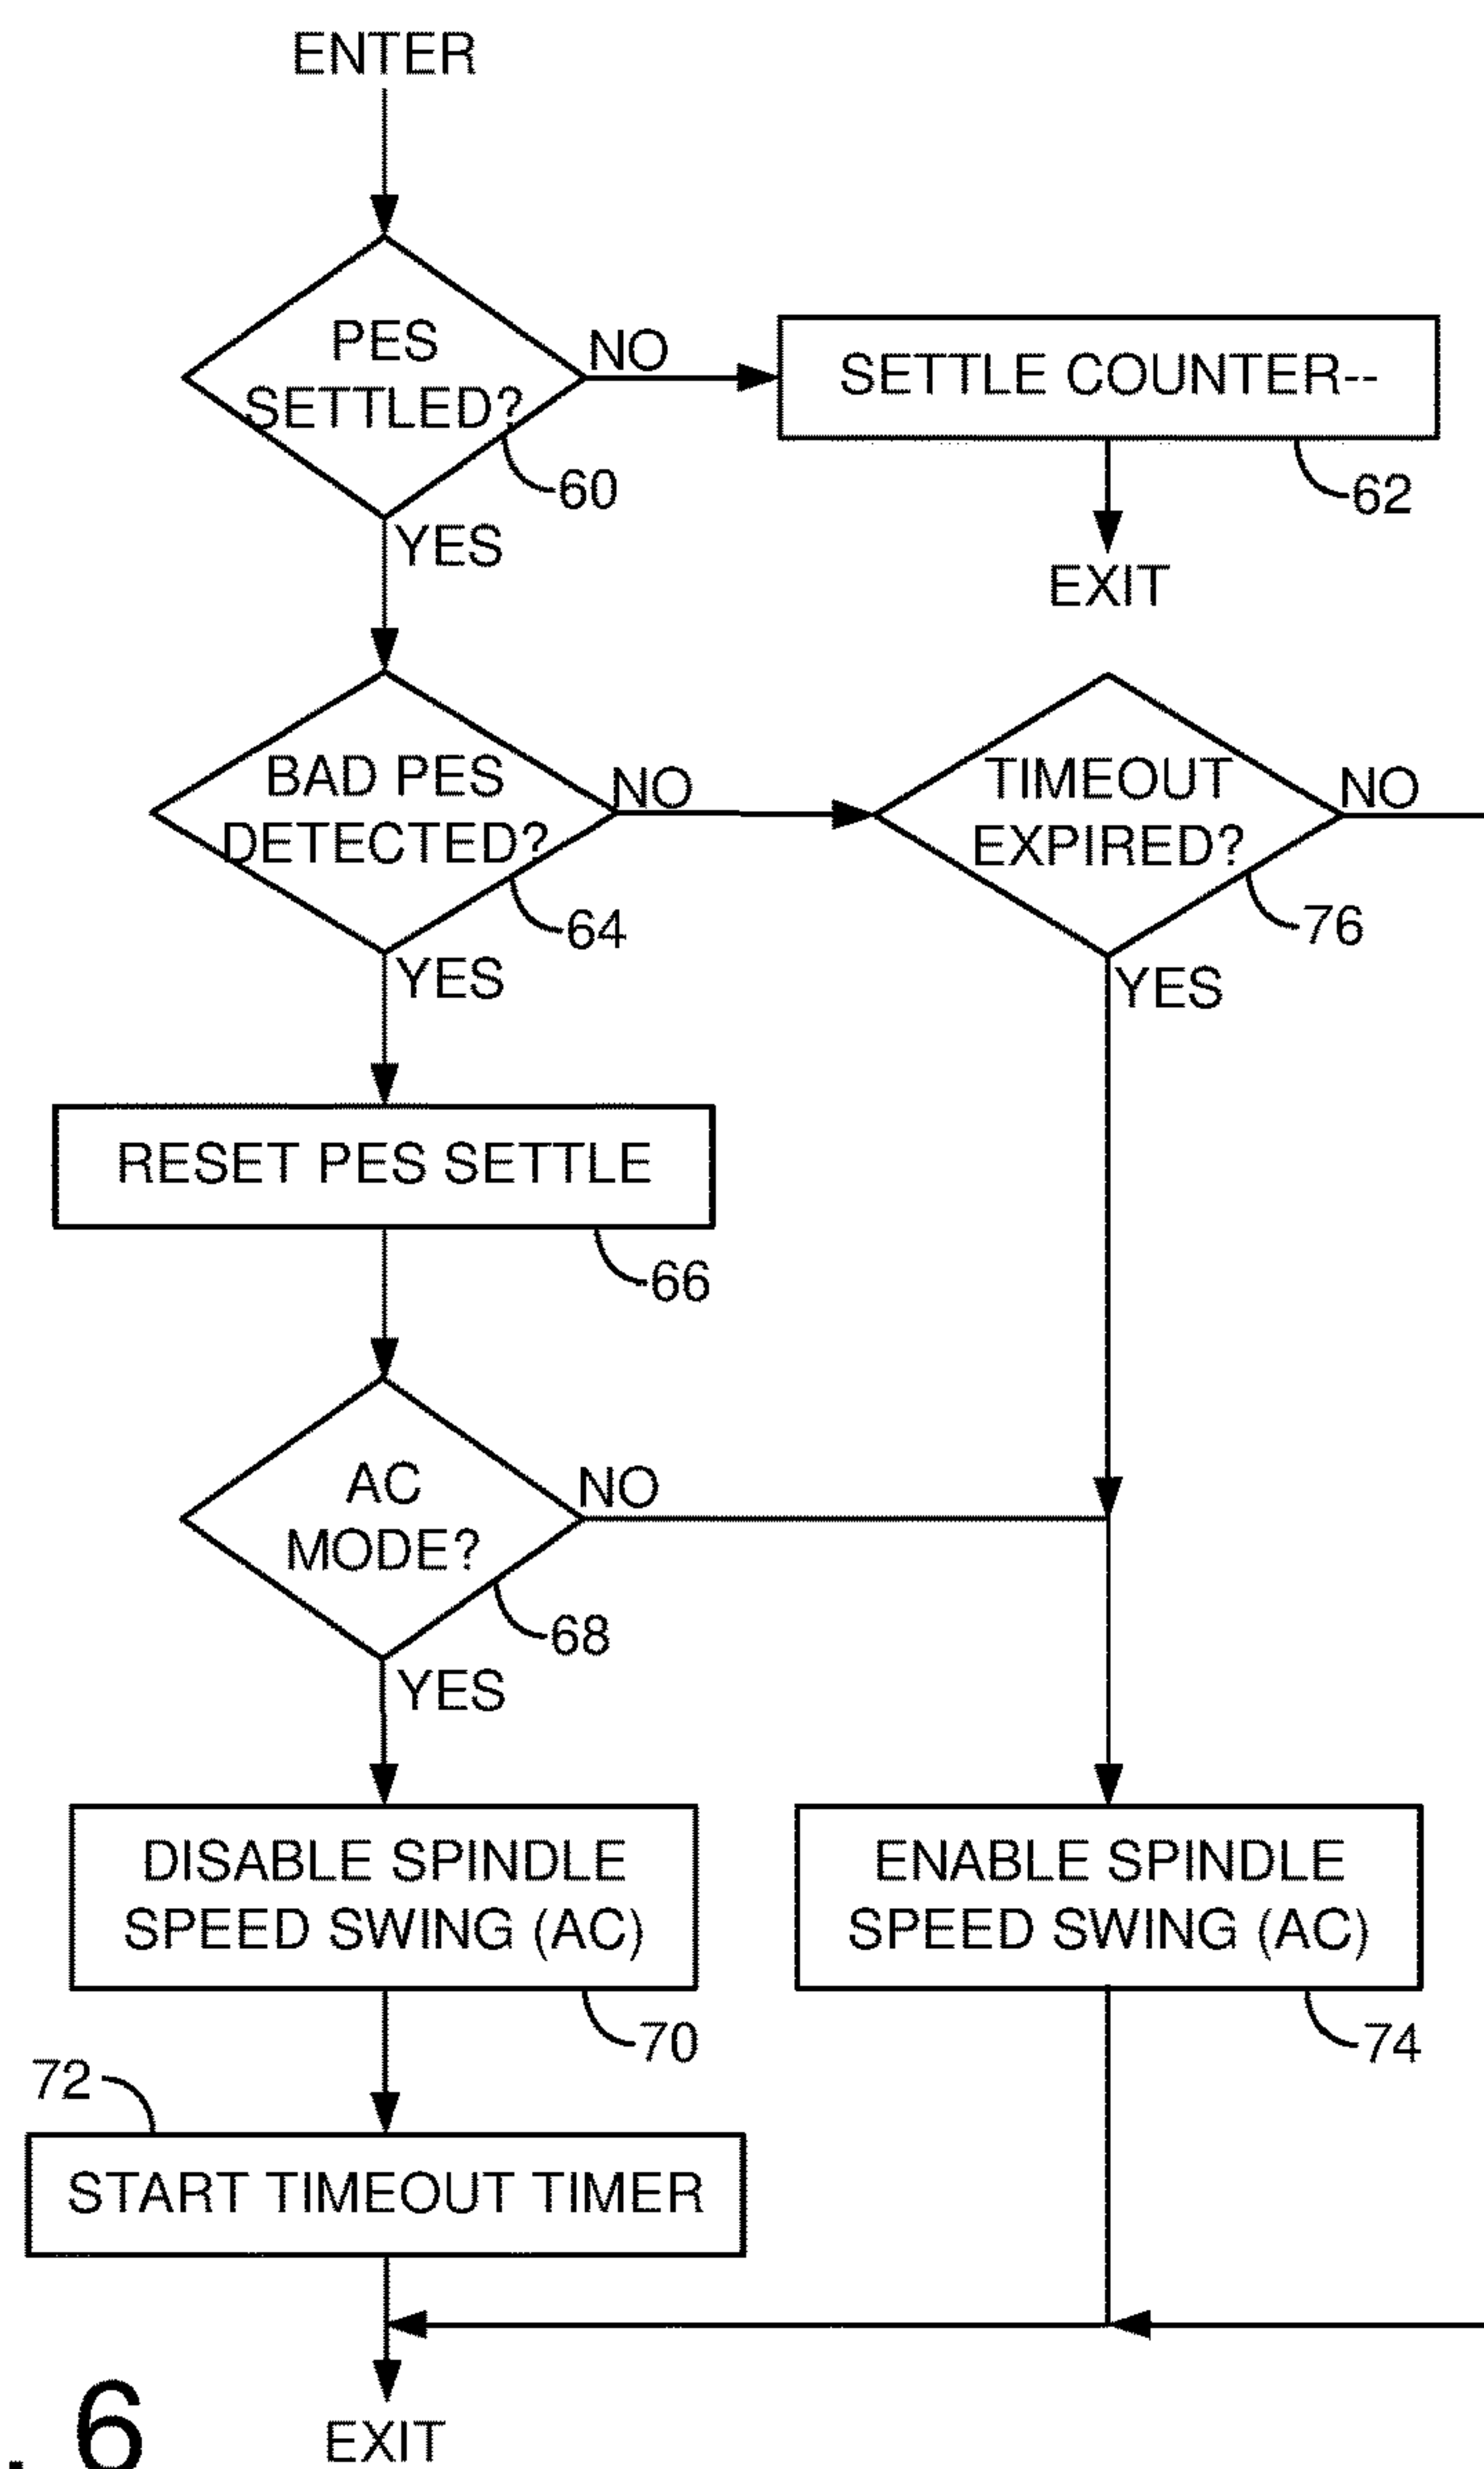 ENTER
PES
SETTLED?
NO
60
YES
SETTLE COUNTER--
62
EXIT
BAD PES
DETECTED?
NO
64
YES
TIMEOUT
EXPIRED?
NO
76
YES
RESET PES SETTLE
66
AC
MODE?
NO
68
YES
DISABLE SPINDLE
SPEED SWING (AC)
70
ENABLE SPINDLE
SPEED SWING (AC)
74
72
START TIMEOUT TIMER
EXIT
. 6